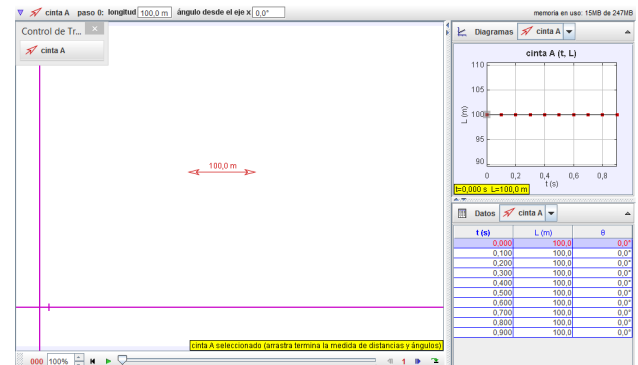 cinta A paso 0: longitud 100,0 m ángulo desde el eje x 0,0° memoria en uso: 15MB de 247MB
Control de Tr... ×
cinta A
100,0 m
cinta A seleccionado (arrastra termina la medida de distancias y ángulos)
000 100% 1
Diagramas cinta A
cinta A (t, L)
L (m)
110
105
100
95
90
0 0,2 0,4 0,6 0,8
t (s)
t=0,000 s L=100,0 m
Datos cinta A
t (s) L (m) θ
0,000 100,0 0,0°
0,100 100,0 0,0°
0,200 100,0 0,0°
0,300 100,0 0,0°
0,400 100,0 0,0°
0,500 100,0 0,0°
0,600 100,0 0,0°
0,700 100,0 0,0°
0,800 100,0 0,0°
0,900 100,0 0,0°